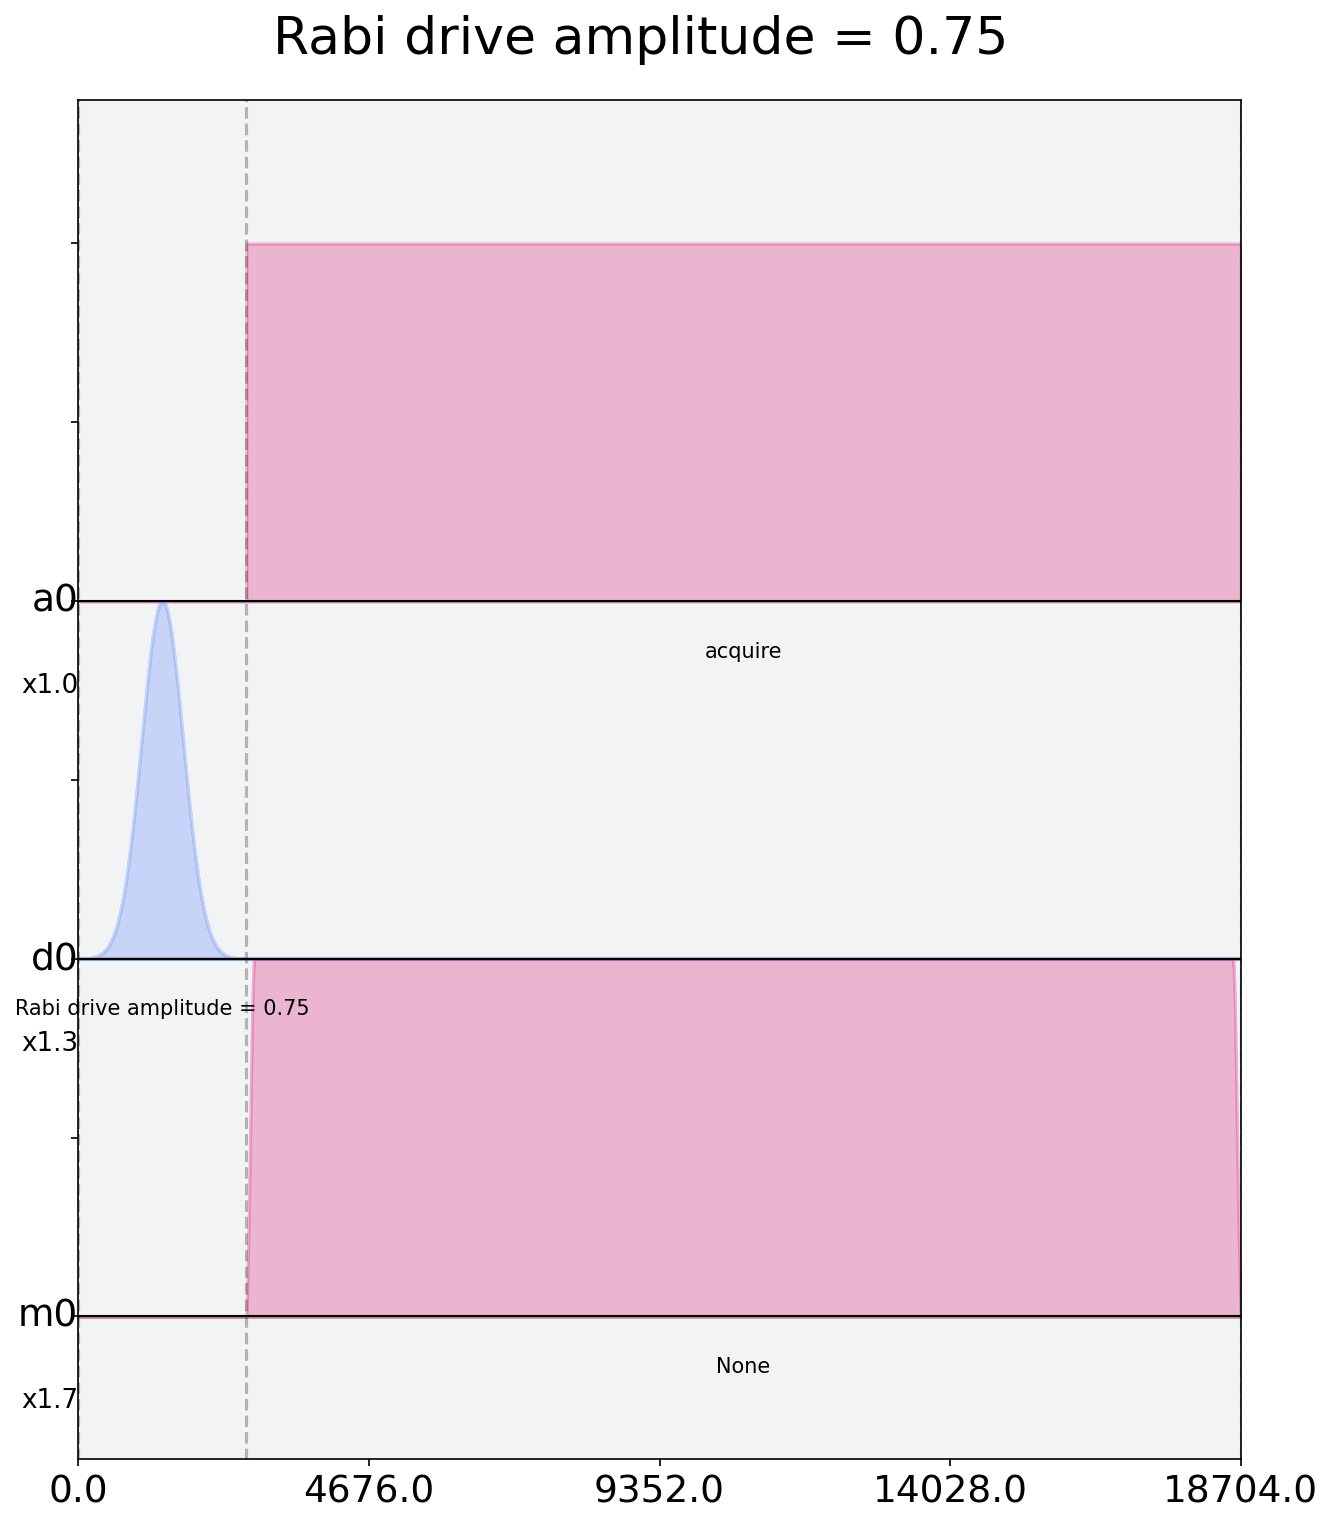 Rabi drive amplitude = 0.75
a0
acquire
x1.0
d0
Rabi drive amplitude = 0.75
x1.3
m0
None
x1.7
0.0 4676.0 9352.0 14028.0 18704.0